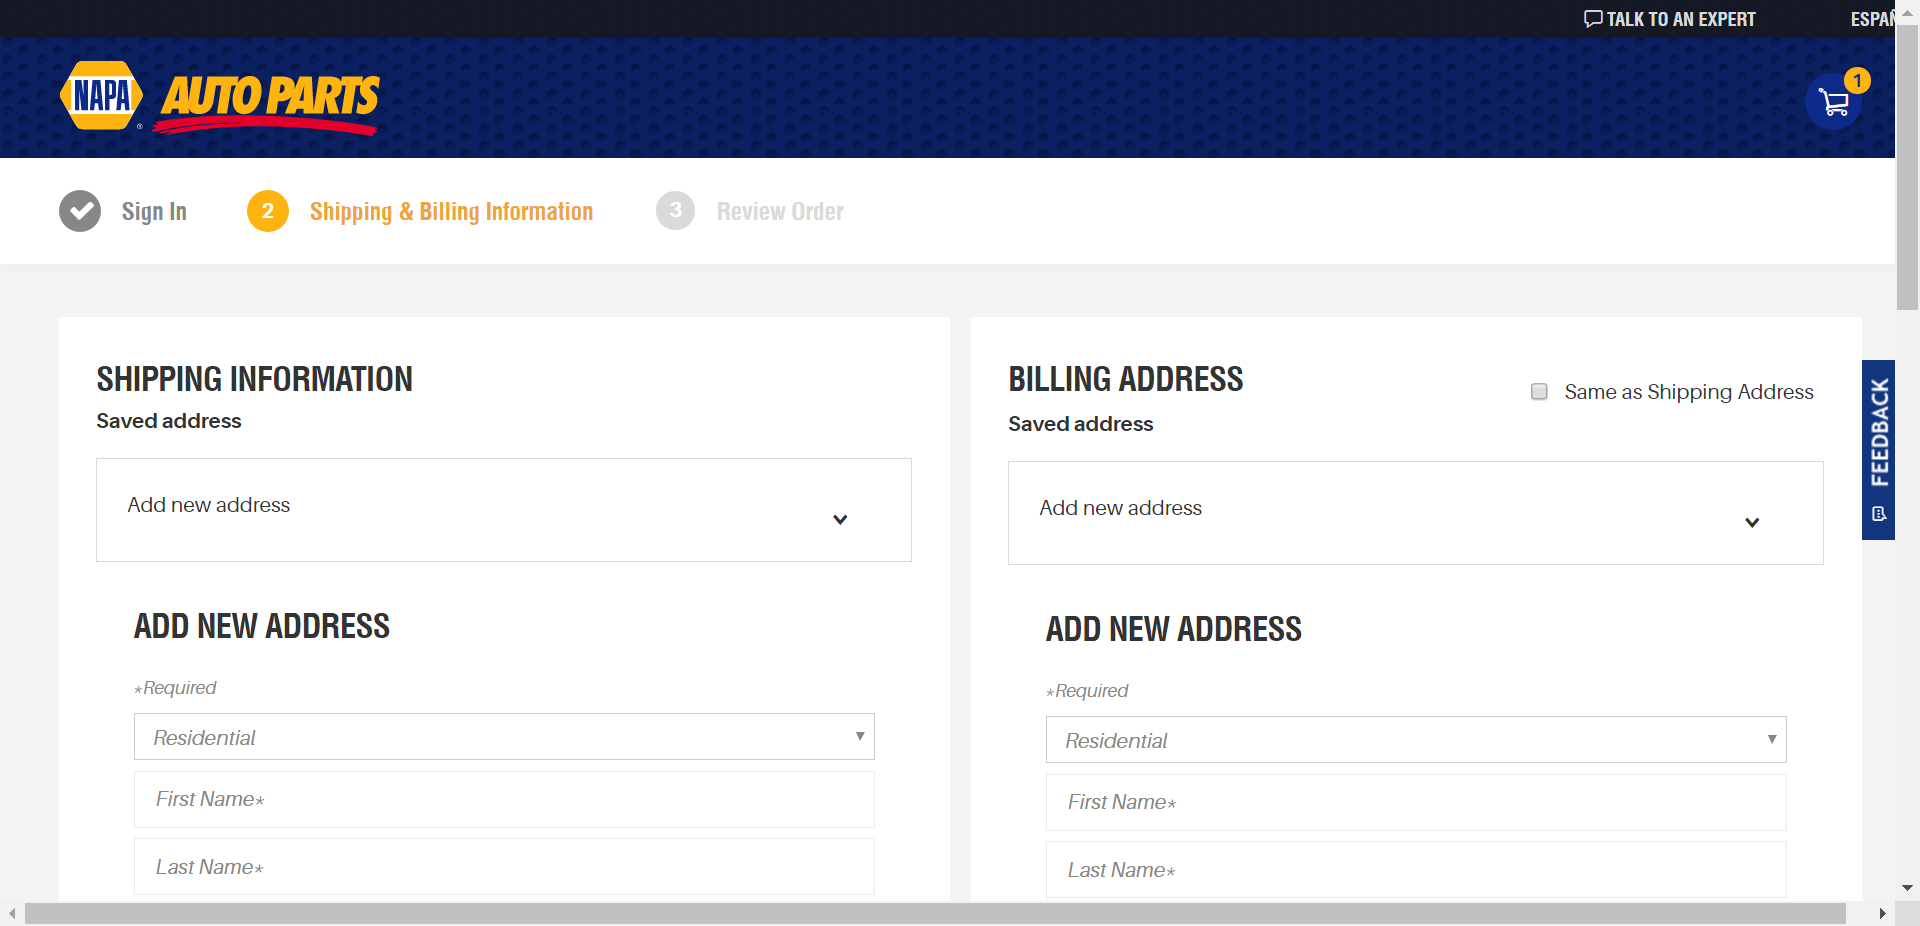 TALK TO AN EXPERT
NAPA AUTO PARTS
®
1
✓ Sign In
2 Shipping & Billing Information
3 Review Order
SHIPPING INFORMATION
Saved address
Add new address
ADD NEW ADDRESS
*Required
Residential
First Name*
Last Name*
BILLING ADDRESS
Same as Shipping Address
Saved address
Add new address
ADD NEW ADDRESS
*Required
Residential
First Name*
Last Name*
FEEDBACK